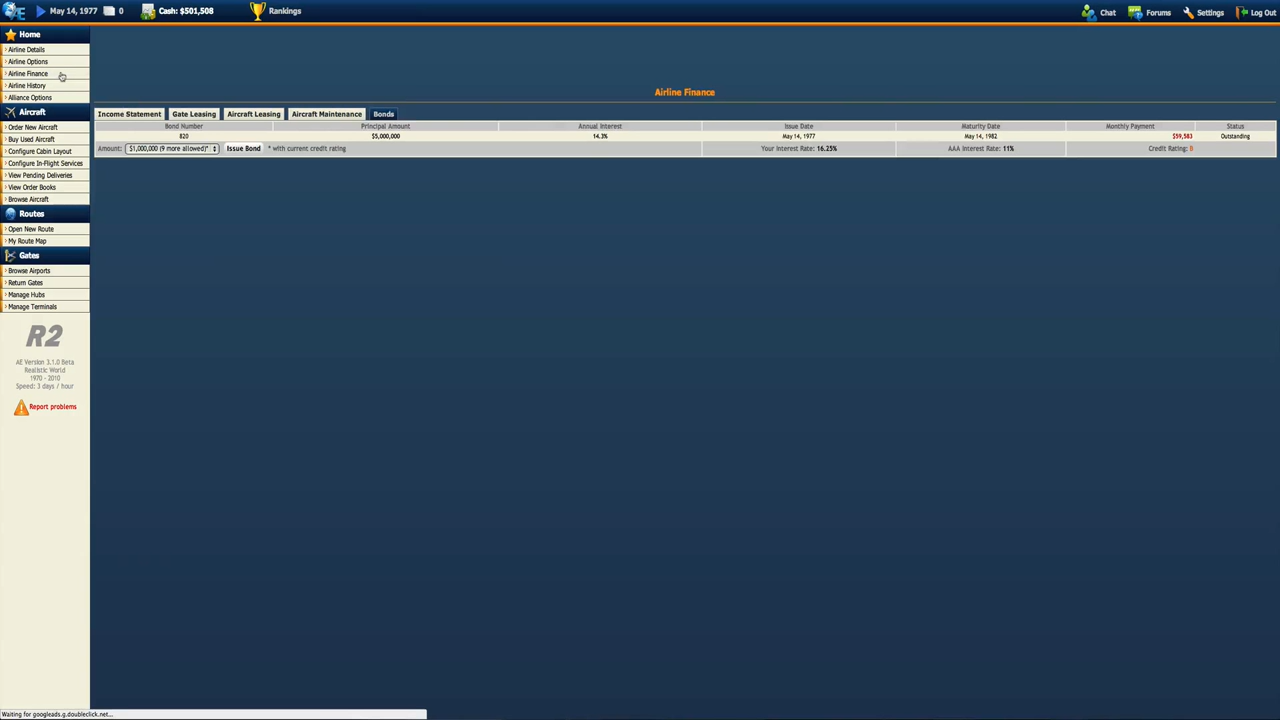 AE May 14, 1977 0 Cash: $501,508 Rankings Chat Forums Settings Log Out
Home
Airline Details
Airline Options
Airline Finance
Airline History
Alliance Options
Aircraft
Order New Aircraft
Buy Used Aircraft
Configure Cabin Layout
Configure In-Flight Services
View Pending Deliveries
View Order Books
Browse Aircraft
Routes
Open New Route
My Route Map
Gates
Browse Airports
Return Gates
Manage Hubs
Manage Terminals
R2
AE Version 3.1.0 Beta
Realistic World
1970 - 2010
Speed: 3 days / hour
Report problems
Airline Finance
Income Statement Gate Leasing Aircraft Leasing Aircraft Maintenance Bonds
Bond Number Principal Amount Annual Interest Issue Date Maturity Date Monthly Payment Status
820 $5,000,000 14.3% May 14, 1977 May 14, 1982 $59,583 Outstanding
Amount: $1,000,000 (9 more allowed)* Issue Bond * with current credit rating Your Interest Rate: 16.25% AAA Interest Rate: 11% Credit Rating: B
Waiting for googleads.g.doubleclick.net...